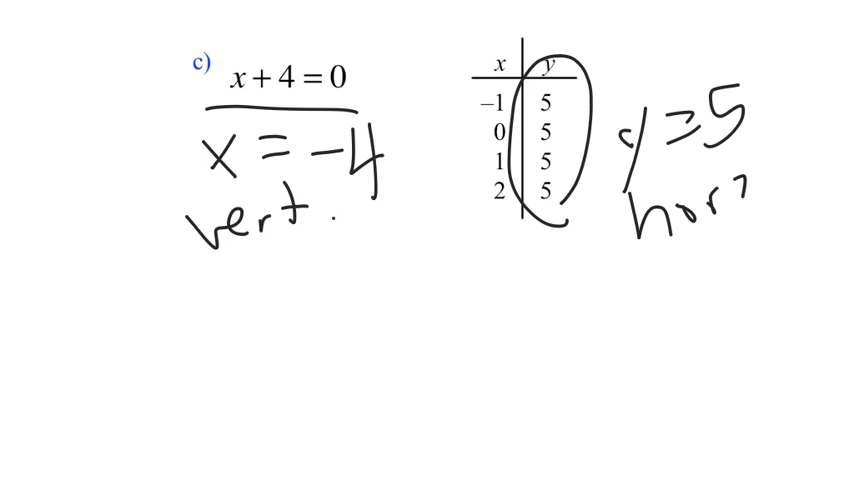 c)
x + 4 = 0
x = -4
vert.
x y
–1 5
0 5
1 5
2 5
y = 5
horz